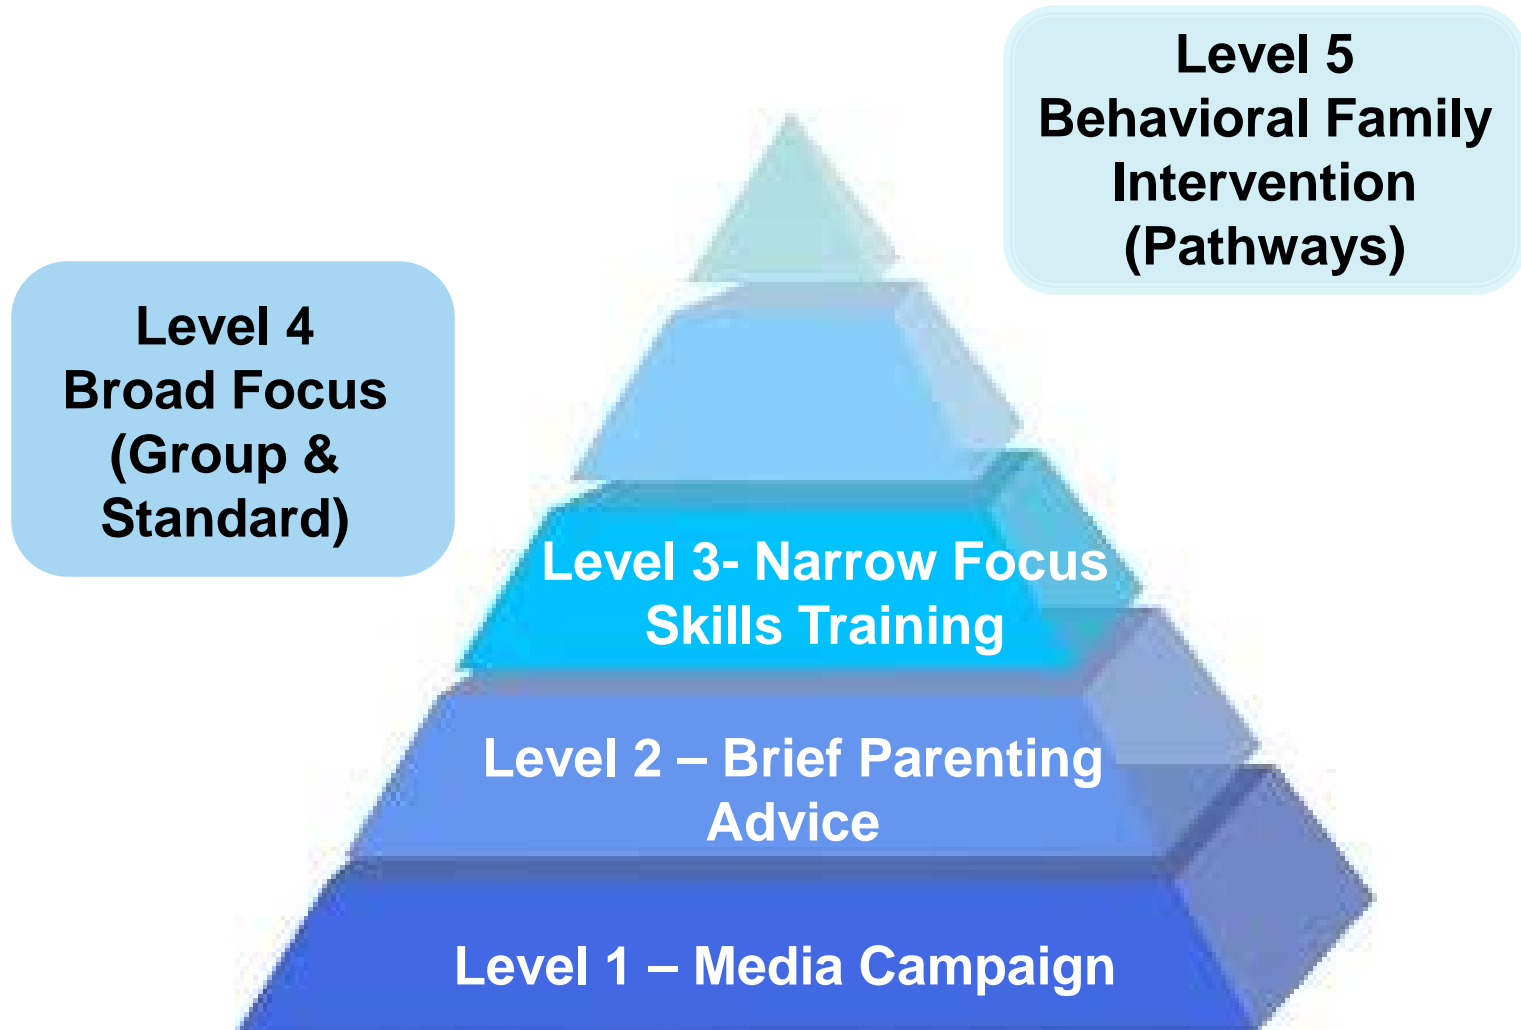 Level 5
Behavioral Family
Intervention
(Pathways)
Level 4
Broad Focus
(Group &
Standard)
Level 3- Narrow Focus
Skills Training
Level 2 – Brief Parenting
Advice
Level 1 – Media Campaign